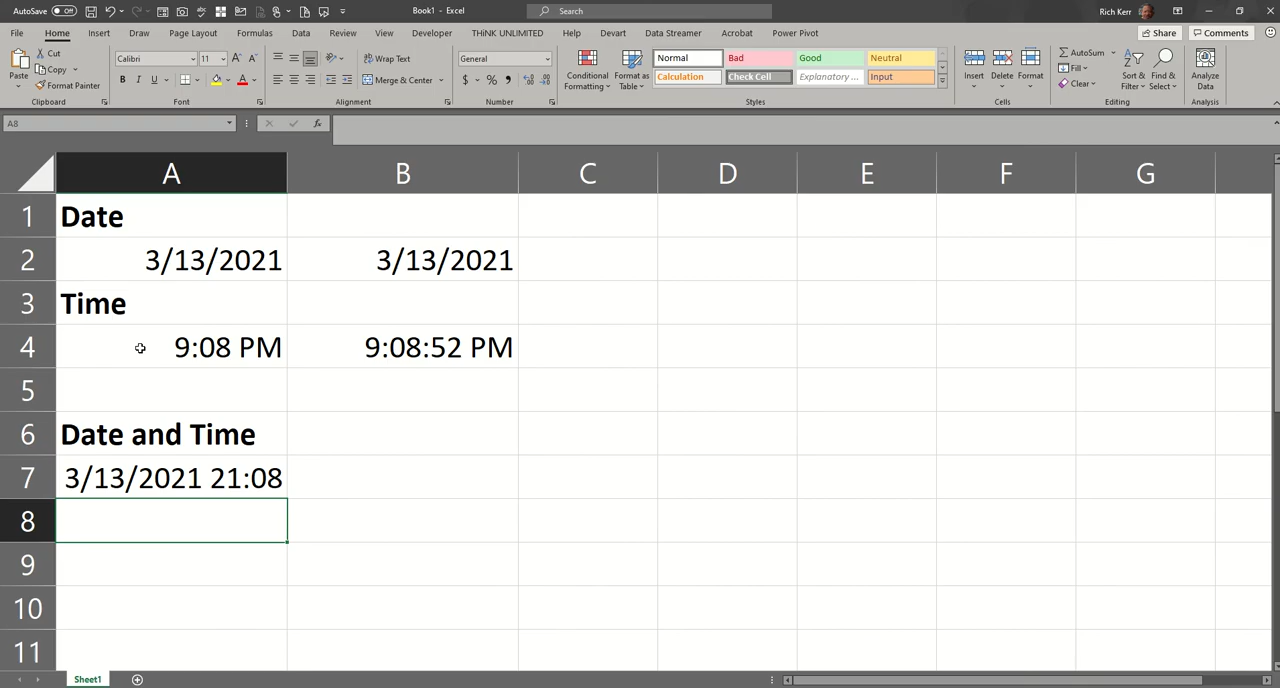 AutoSave Off Book1 - Excel Search Rich Kerr
File Home Insert Draw Page Layout Formulas Data Review View Developer THiNK UNLIMITED Help Devart Data Streamer Acrobat Power Pivot Share Comments
Paste
Cut
Copy
Format Painter
Clipboard
Calibri 11
B I U
Font
Wrap Text
Merge & Center
Alignment
General
$ % 9
Number
Conditional Formatting
Format as Table
Normal Bad Good Neutral
Calculation Check Cell Explanatory ... Input
Styles
Insert Delete Format
Cells
AutoSum
Fill
Clear
Sort & Filter
Find & Select
Editing
Analyze Data
Analysis
A8 fx
A B C D E F G
1 Date
2 3/13/2021 3/13/2021
3 Time
4 9:08 PM 9:08:52 PM
5
6 Date and Time
7 3/13/2021 21:08
8
9
10
11
Sheet1